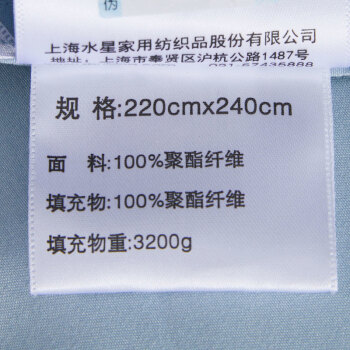 伪
上海水星家用纺织品股份有限公司
地址：上海市奉贤区沪杭公路1487号
规 格:220cmx240cm
面 料:100%聚酯纤维
填充物:100%聚酯纤维
填充物重:3200g